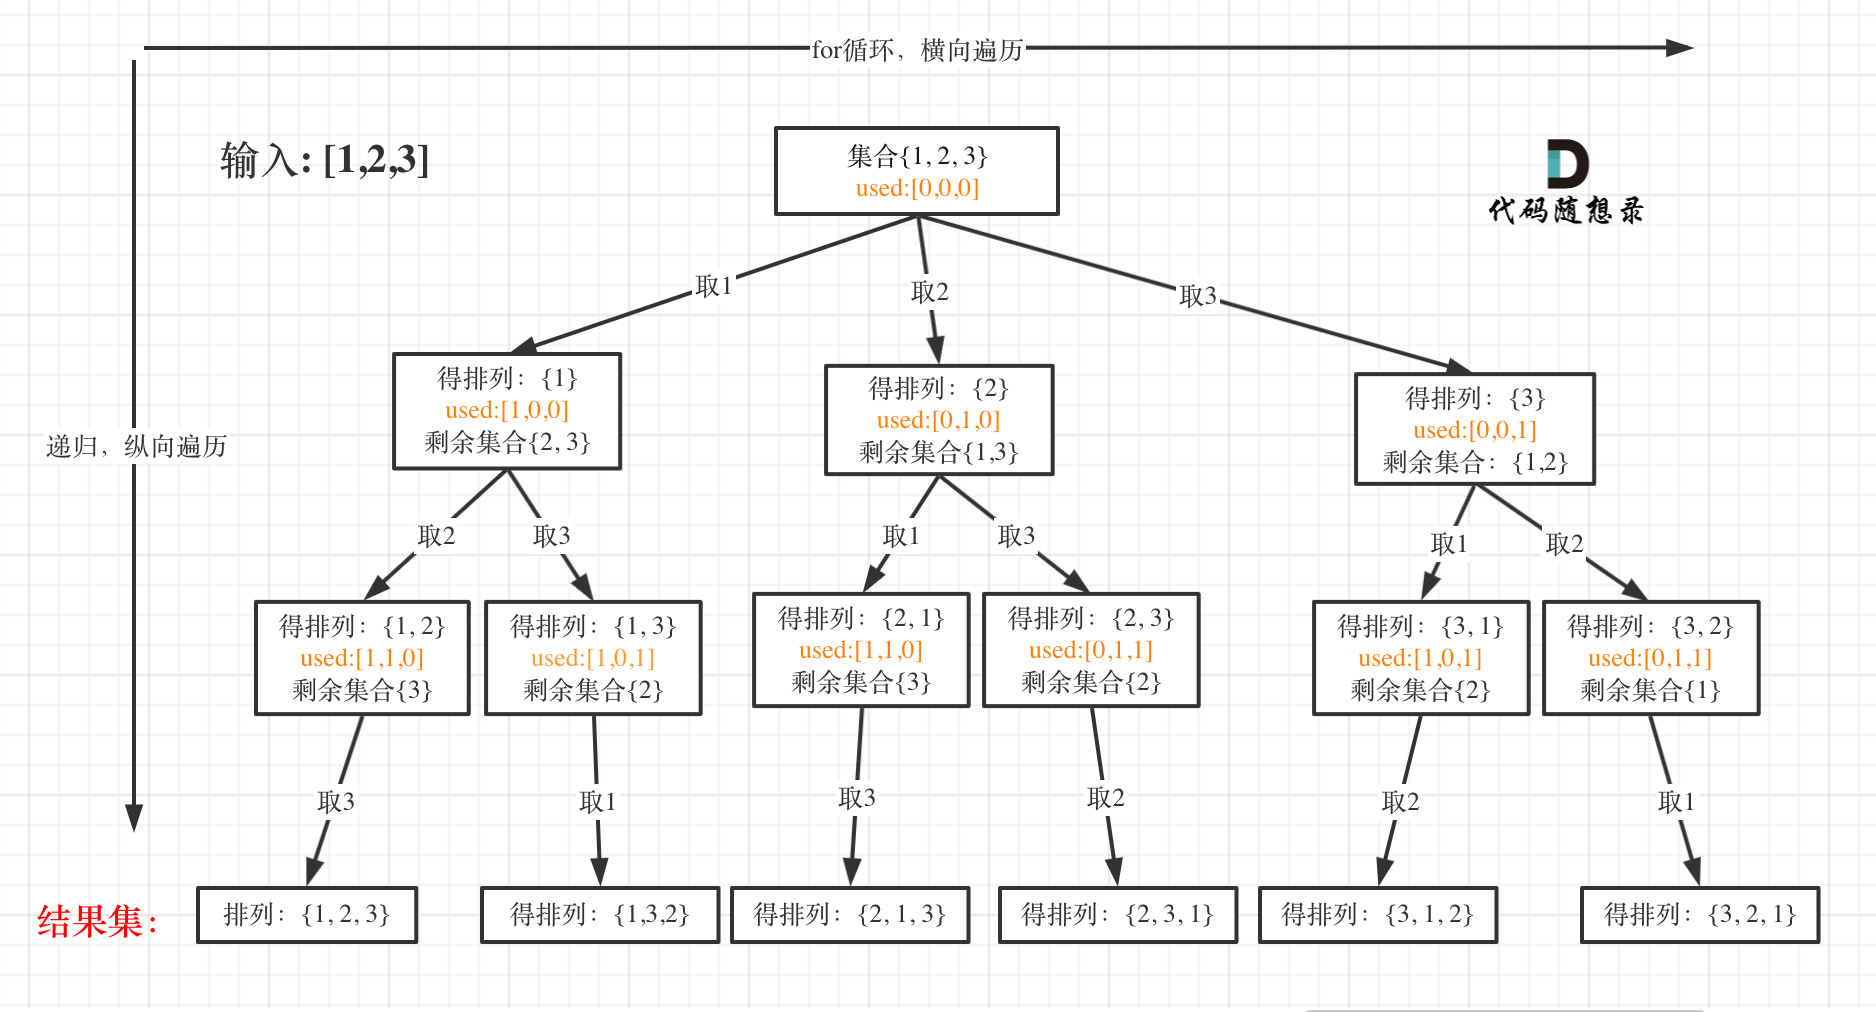 for循环，横向遍历
输入: [1,2,3]
集合{1, 2, 3}
used:[0,0,0]
代码随想录
取1
取2
取3
递归，纵向遍历
得排列：{1}
used:[1,0,0]
剩余集合{2, 3}
得排列：{2}
used:[0,1,0]
剩余集合{1,3}
得排列：{3}
used:[0,0,1]
剩余集合：{1,2}
取2
取3
取1
取3
取1
取2
得排列：{1, 2}
used:[1,1,0]
剩余集合{3}
得排列：{1, 3}
used:[1,0,1]
剩余集合{2}
得排列：{2, 1}
used:[1,1,0]
剩余集合{3}
得排列：{2, 3}
used:[0,1,1]
剩余集合{2}
得排列：{3, 1}
used:[1,0,1]
剩余集合{2}
得排列：{3, 2}
used:[0,1,1]
剩余集合{1}
取3
取1
取3
取2
取2
取1
结果集：
排列：{1, 2, 3}
得排列：{1,3,2}
得排列：{2, 1, 3}
得排列：{2, 3, 1}
得排列：{3, 1, 2}
得排列：{3, 2, 1}